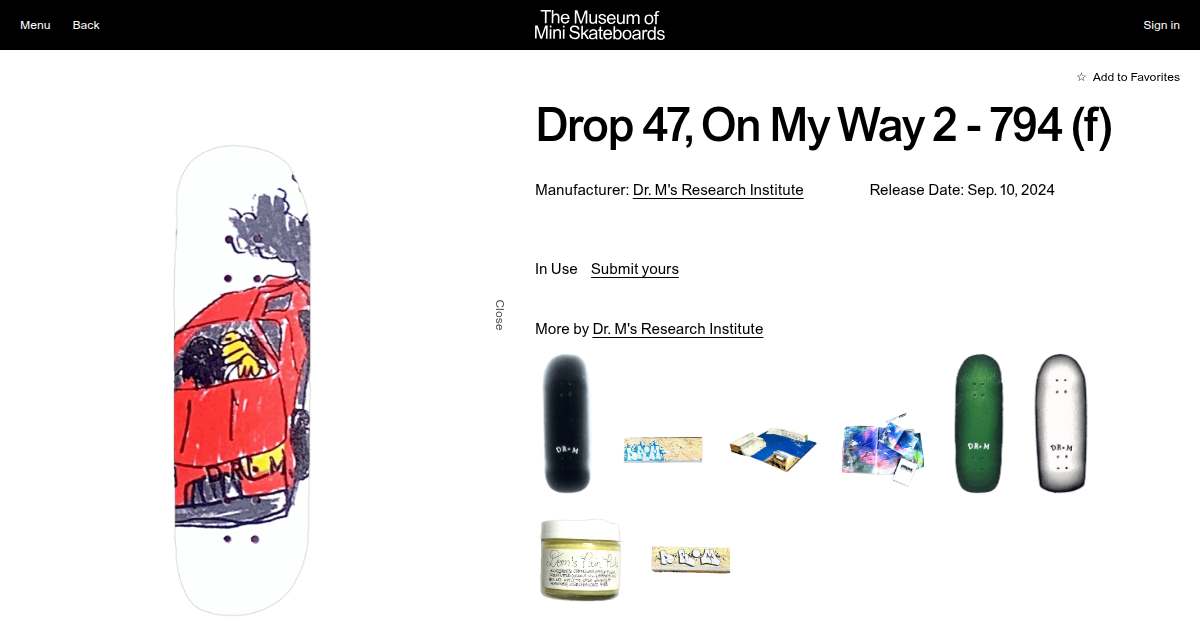 Menu
Back
The Museum of
Mini Skateboards
Sign in
☆ Add to Favorites
Drop 47, On My Way 2 - 794 (f)
Manufacturer: Dr. M's Research Institute
Release Date: Sep. 10, 2024
In Use Submit yours
Close
More by Dr. M's Research Institute
DR•M
DR•M
DR•M
DR•M
DR•M